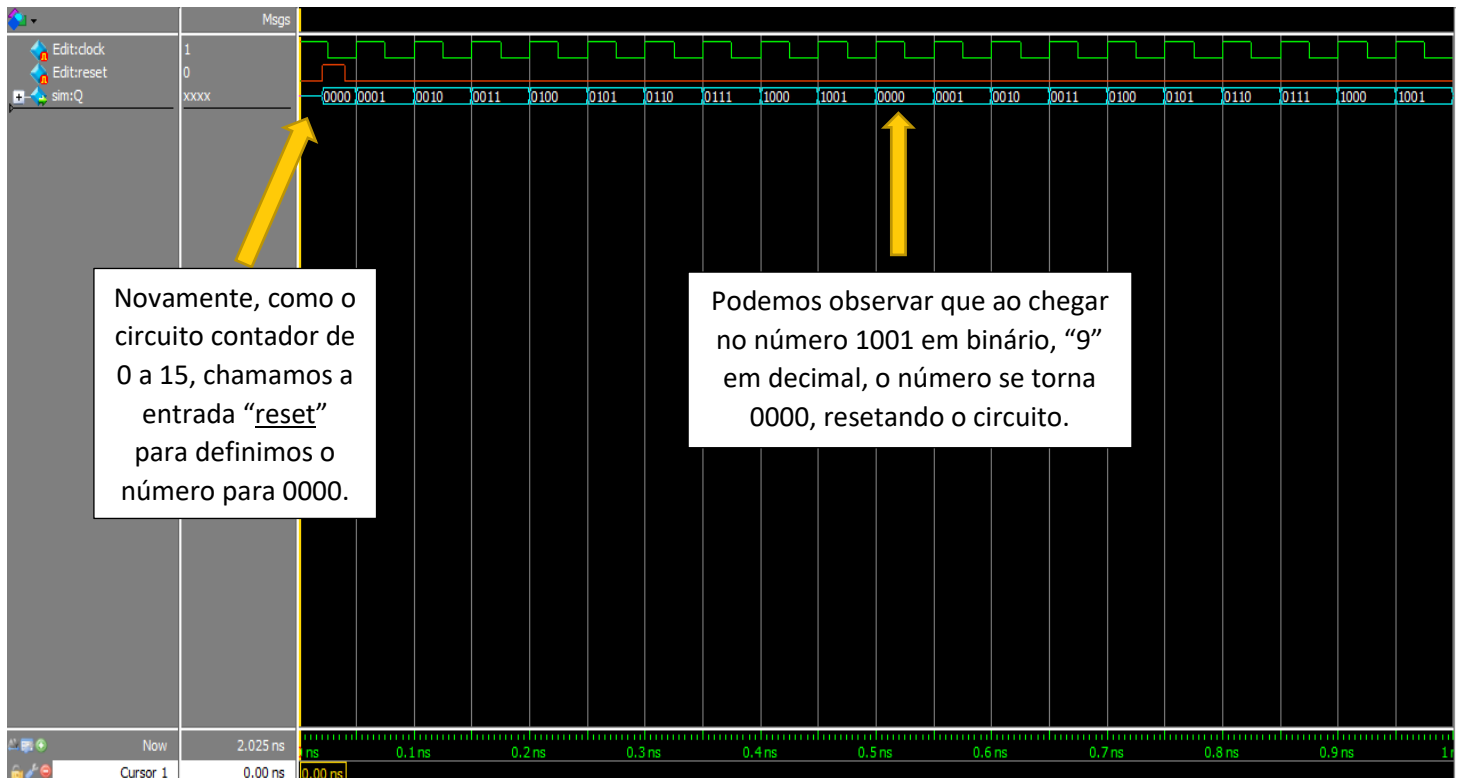 Msgs
Edit:clock 1
Edit:reset 0
sim:Q xxxx 0000 0001 0010 0011 0100 0101 0110 0111 1000 1001 0000 0001 0010 0011 0100 0101 0110 0111 1000 1001
Novamente, como o
circuito contador de
0 a 15, chamamos a
entrada “reset”
para definimos o
número para 0000.
Podemos observar que ao chegar
no número 1001 em binário, “9”
em decimal, o número se torna
0000, resetando o circuito.
Now 2.025 ns ns 0.1 ns 0.2 ns 0.3 ns 0.4 ns 0.5 ns 0.6 ns 0.7 ns 0.8 ns 0.9 ns
Cursor 1 0.00 ns 0.00 ns